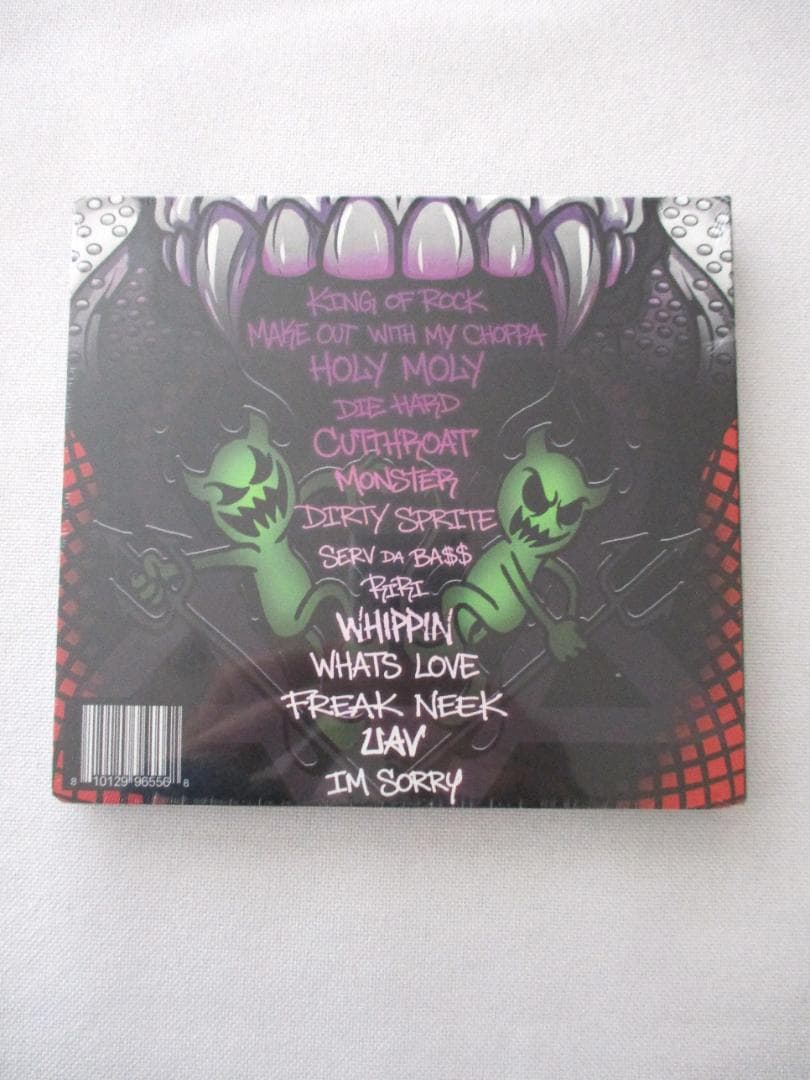 KING OF ROCK
MAKE OUT WITH MY CHOPPA
HOLY MOLY
DIE HARD
CUTTHROAT
MONSTER
DIRTY SPRITE
SERV DA BA$$
RIRI
WHIPPIN
WHATS LOVE
FREAK NEEK
UAV
IM SORRY
8 10129 96556 8